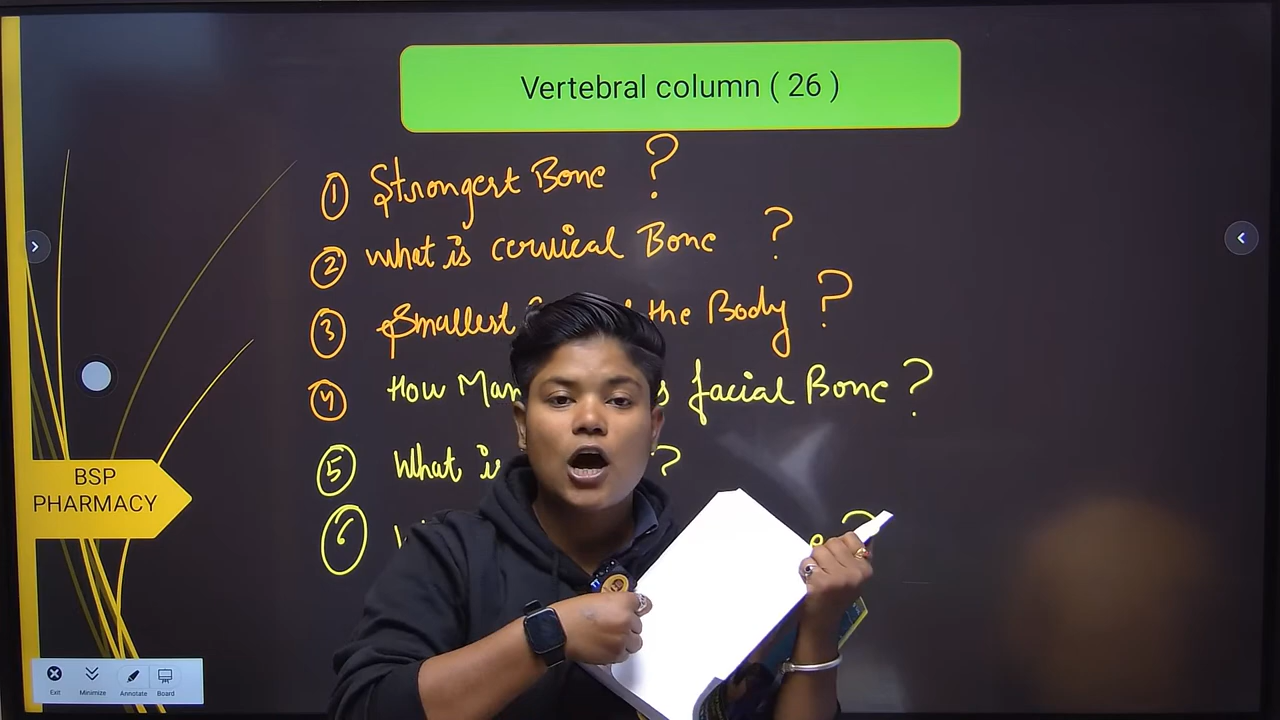 Vertebral column ( 26 )
① Strongest Bone ?
② What is cervical Bone ?
③ Smallest the Body ?
④ How facial Bone ?
⑤ What is ?
⑥ ?
BSP
PHARMACY
Exit
Minimize
Annotate
Board